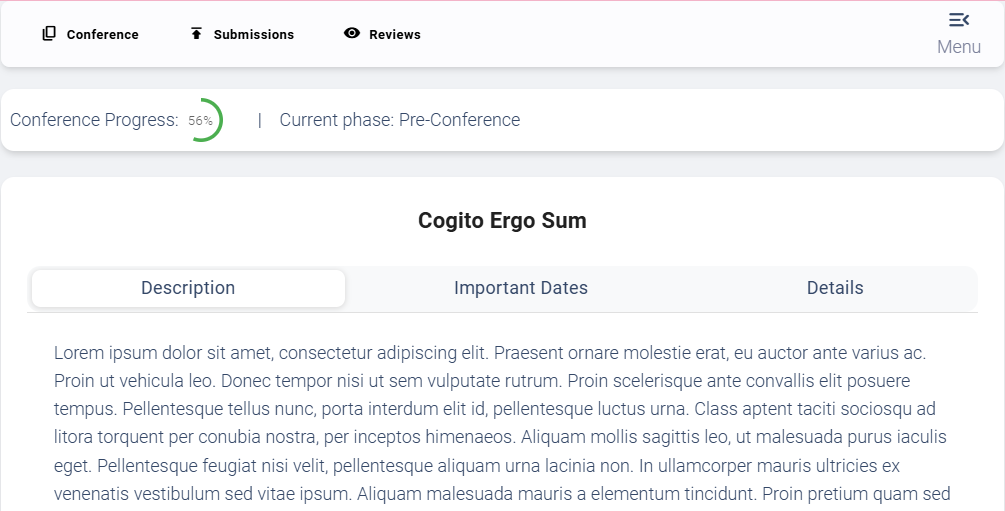 Conference Submissions Reviews Menu
Conference Progress: 56% | Current phase: Pre-Conference
Cogito Ergo Sum
Description Important Dates Details
Lorem ipsum dolor sit amet, consectetur adipiscing elit. Praesent ornare molestie erat, eu auctor ante varius ac.
Proin ut vehicula leo. Donec tempor nisi ut sem vulputate rutrum. Proin scelerisque ante convallis elit posuere
tempus. Pellentesque tellus nunc, porta interdum elit id, pellentesque luctus urna. Class aptent taciti sociosqu ad
litora torquent per conubia nostra, per inceptos himenaeos. Aliquam mollis sagittis leo, ut malesuada purus iaculis
eget. Pellentesque feugiat nisi velit, pellentesque aliquam urna lacinia non. In ullamcorper mauris ultricies ex
venenatis vestibulum sed vitae ipsum. Aliquam malesuada mauris a elementum tincidunt. Proin pretium quam sed